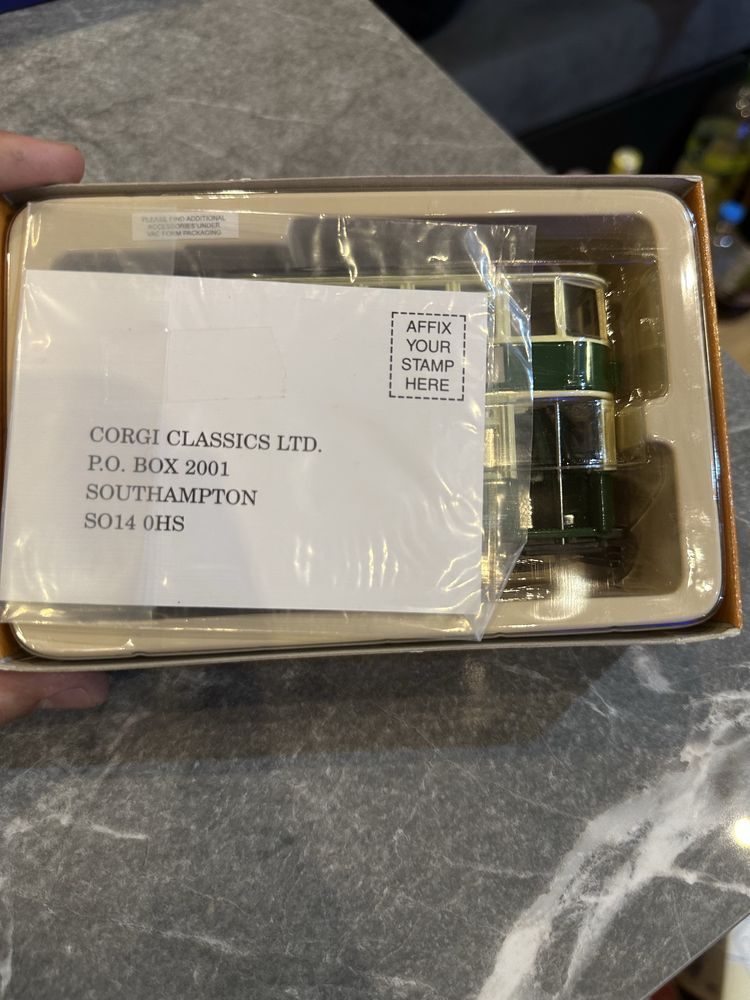 PLEASE FIND ADDITIONAL
ACCESSORIES UNDER
VAC FORM PACKAGING
AFFIX
YOUR
STAMP
HERE
CORGI CLASSICS LTD.
P.O. BOX 2001
SOUTHAMPTON
SO14 0HS